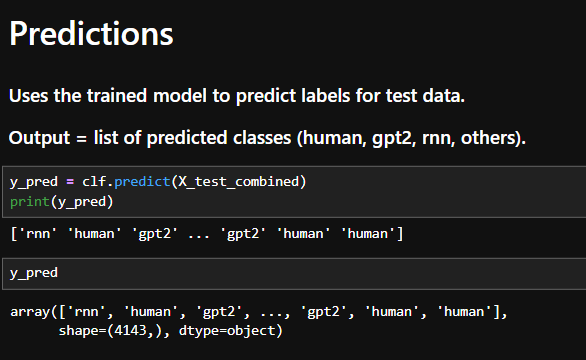 Predictions
Uses the trained model to predict labels for test data.
Output = list of predicted classes (human, gpt2, rnn, others).
y_pred = clf.predict(X_test_combined)
print(y_pred)
['rnn' 'human' 'gpt2' ... 'gpt2' 'human' 'human']
y_pred
array(['rnn', 'human', 'gpt2', ..., 'gpt2', 'human', 'human'],
      shape=(4143,), dtype=object)